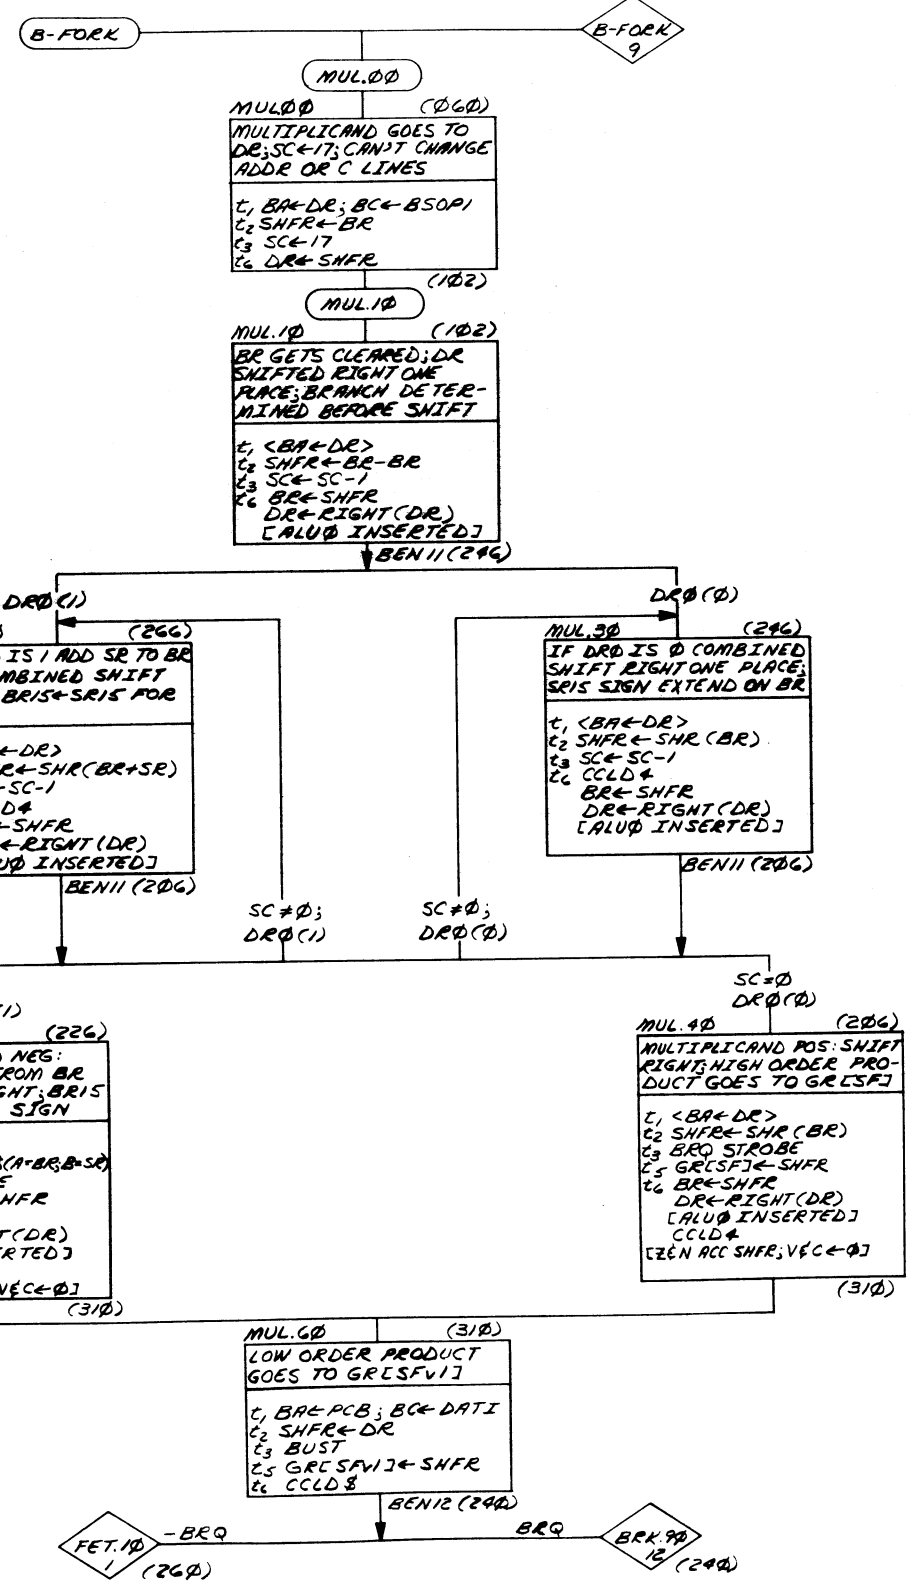 B-FORK
B-FORK
9
MUL.ØØ
MULØØ (Ø6Ø)
MULTIPLICAND GOES TO
DR;SC←17;CAN'T CHANGE
ADDR OR C LINES
t1 BA←DR; BC←BSOP1
t2 SHFR←BR
t3 SC←17
t6 DR←SHFR
(1Ø2)
MUL.1Ø
MUL.1Ø (1Ø2)
BR GETS CLEARED;DR
SHIFTED RIGHT ONE
PLACE;BRANCH DETER-
MINED BEFORE SHIFT
t1 <BA←DR>
t2 SHFR←BR-BR
t3 SC←SC-1
t6 BR←SHFR
DR←RIGHT(DR)
[ALUØ INSERTED]
BEN11(246)
DRØ(1)
DRØ(Ø)
Ø (266)
IS 1 ADD SR TO BR
MBINED SHIFT
BR15←SR15 FOR
←DR>
R←SHR(BR+SR)
SC-1
D4
←SHFR
←RIGHT(DR)
UØ INSERTED]
BEN11(2Ø6)
MUL.3Ø (246)
IF DRØ IS Ø COMBINED
SHIFT RIGHT ONE PLACE;
SR15 SIGN EXTEND ON BR
t1 <BA←DR>
t2 SHFR←SHR(BR)
t3 SC←SC-1
t6 CCLD4
BR←SHFR
DR←RIGHT(DR)
[ALUØ INSERTED]
BEN11(2Ø6)
SC≠Ø;
DRØ(1)
SC≠Ø;
DRØ(Ø)
SC=Ø
DRØ(Ø)
(1)
(226)
NEG:
ROM BR
GHT;BR15
SIGN
(A=BR;B=SR)
E
HFR
T(DR)
ERTED]
V&C←Ø]
(31Ø)
MUL.4Ø (2Ø6)
MULTIPLICAND POS:SHIFT
RIGHT;HIGH ORDER PRO-
DUCT GOES TO GR[SF]
t1 <BA←DR>
t2 SHFR←SHR(BR)
t3 BRQ STROBE
t5 GR[SF]←SHFR
t6 BR←SHFR
DR←RIGHT(DR)
[ALUØ INSERTED]
CCLD4
[Z&N ACC SHFR;V&C←Ø]
(31Ø)
MUL.6Ø (31Ø)
LOW ORDER PRODUCT
GOES TO GR[SFv1]
t1 BA←PCB; BC←DATI
t2 SHFR←DR
t3 BUST
t5 GR[SFv1]←SHFR
t6 CCLD$
BEN12(24Ø)
FET.1Ø
1
-BRQ
(26Ø)
BRQ
BRK.9Ø
12
(24Ø)